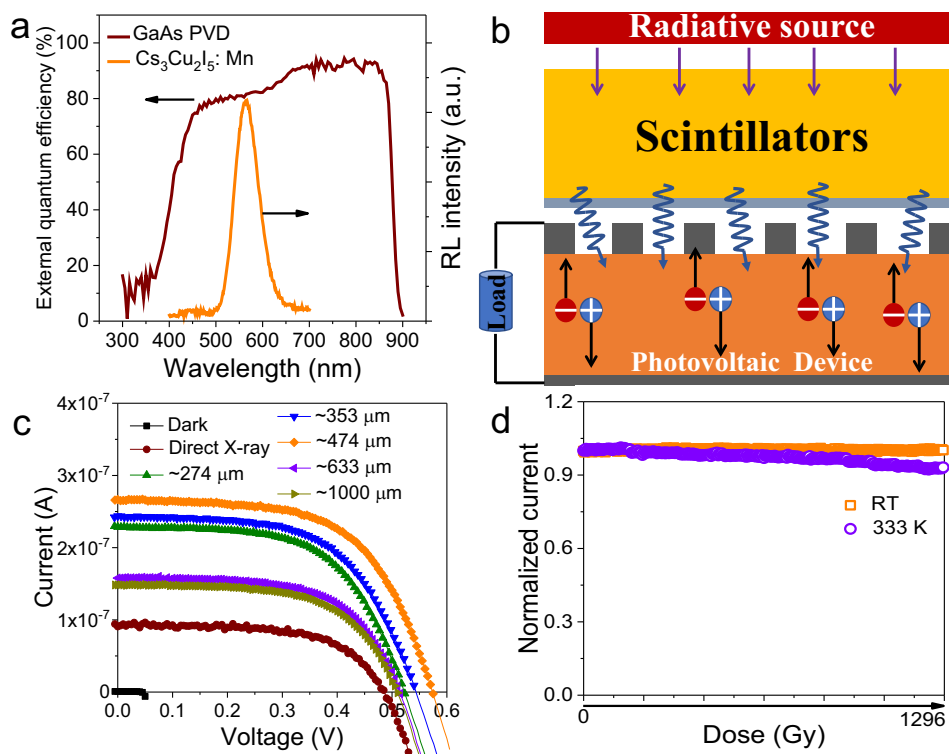 a
GaAs PVD
Cs₃Cu₂I₅: Mn
External quantum efficiency (%)
RL intensity (a.u.)
100
80
60
40
20
0
300 400 500 600 700 800 900
Wavelength (nm)
b
Radiative source
Scintillators
Load
Photovoltaic Device
c
Dark
Direct X-ray
~274 μm
~353 μm
~474 μm
~633 μm
~1000 μm
Current (A)
4x10⁻⁷
3x10⁻⁷
2x10⁻⁷
1x10⁻⁷
0
0.0 0.1 0.2 0.3 0.4 0.5 0.6
Voltage (V)
d
RT
333 K
Normalized current
1.2
0.9
0.6
0.3
0.0
0 1296
Dose (Gy)